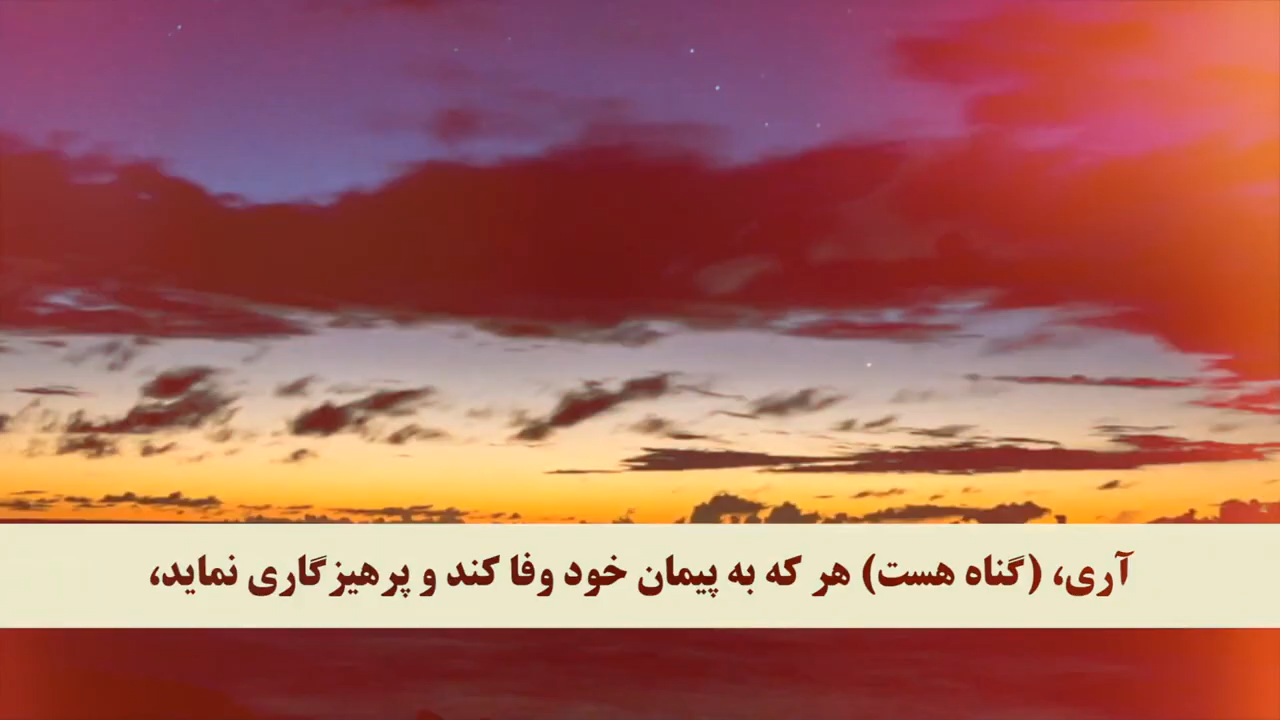 آری، (گناه هست) هر که به پیمان خود وفا کند و پرهیزگاری نماید،